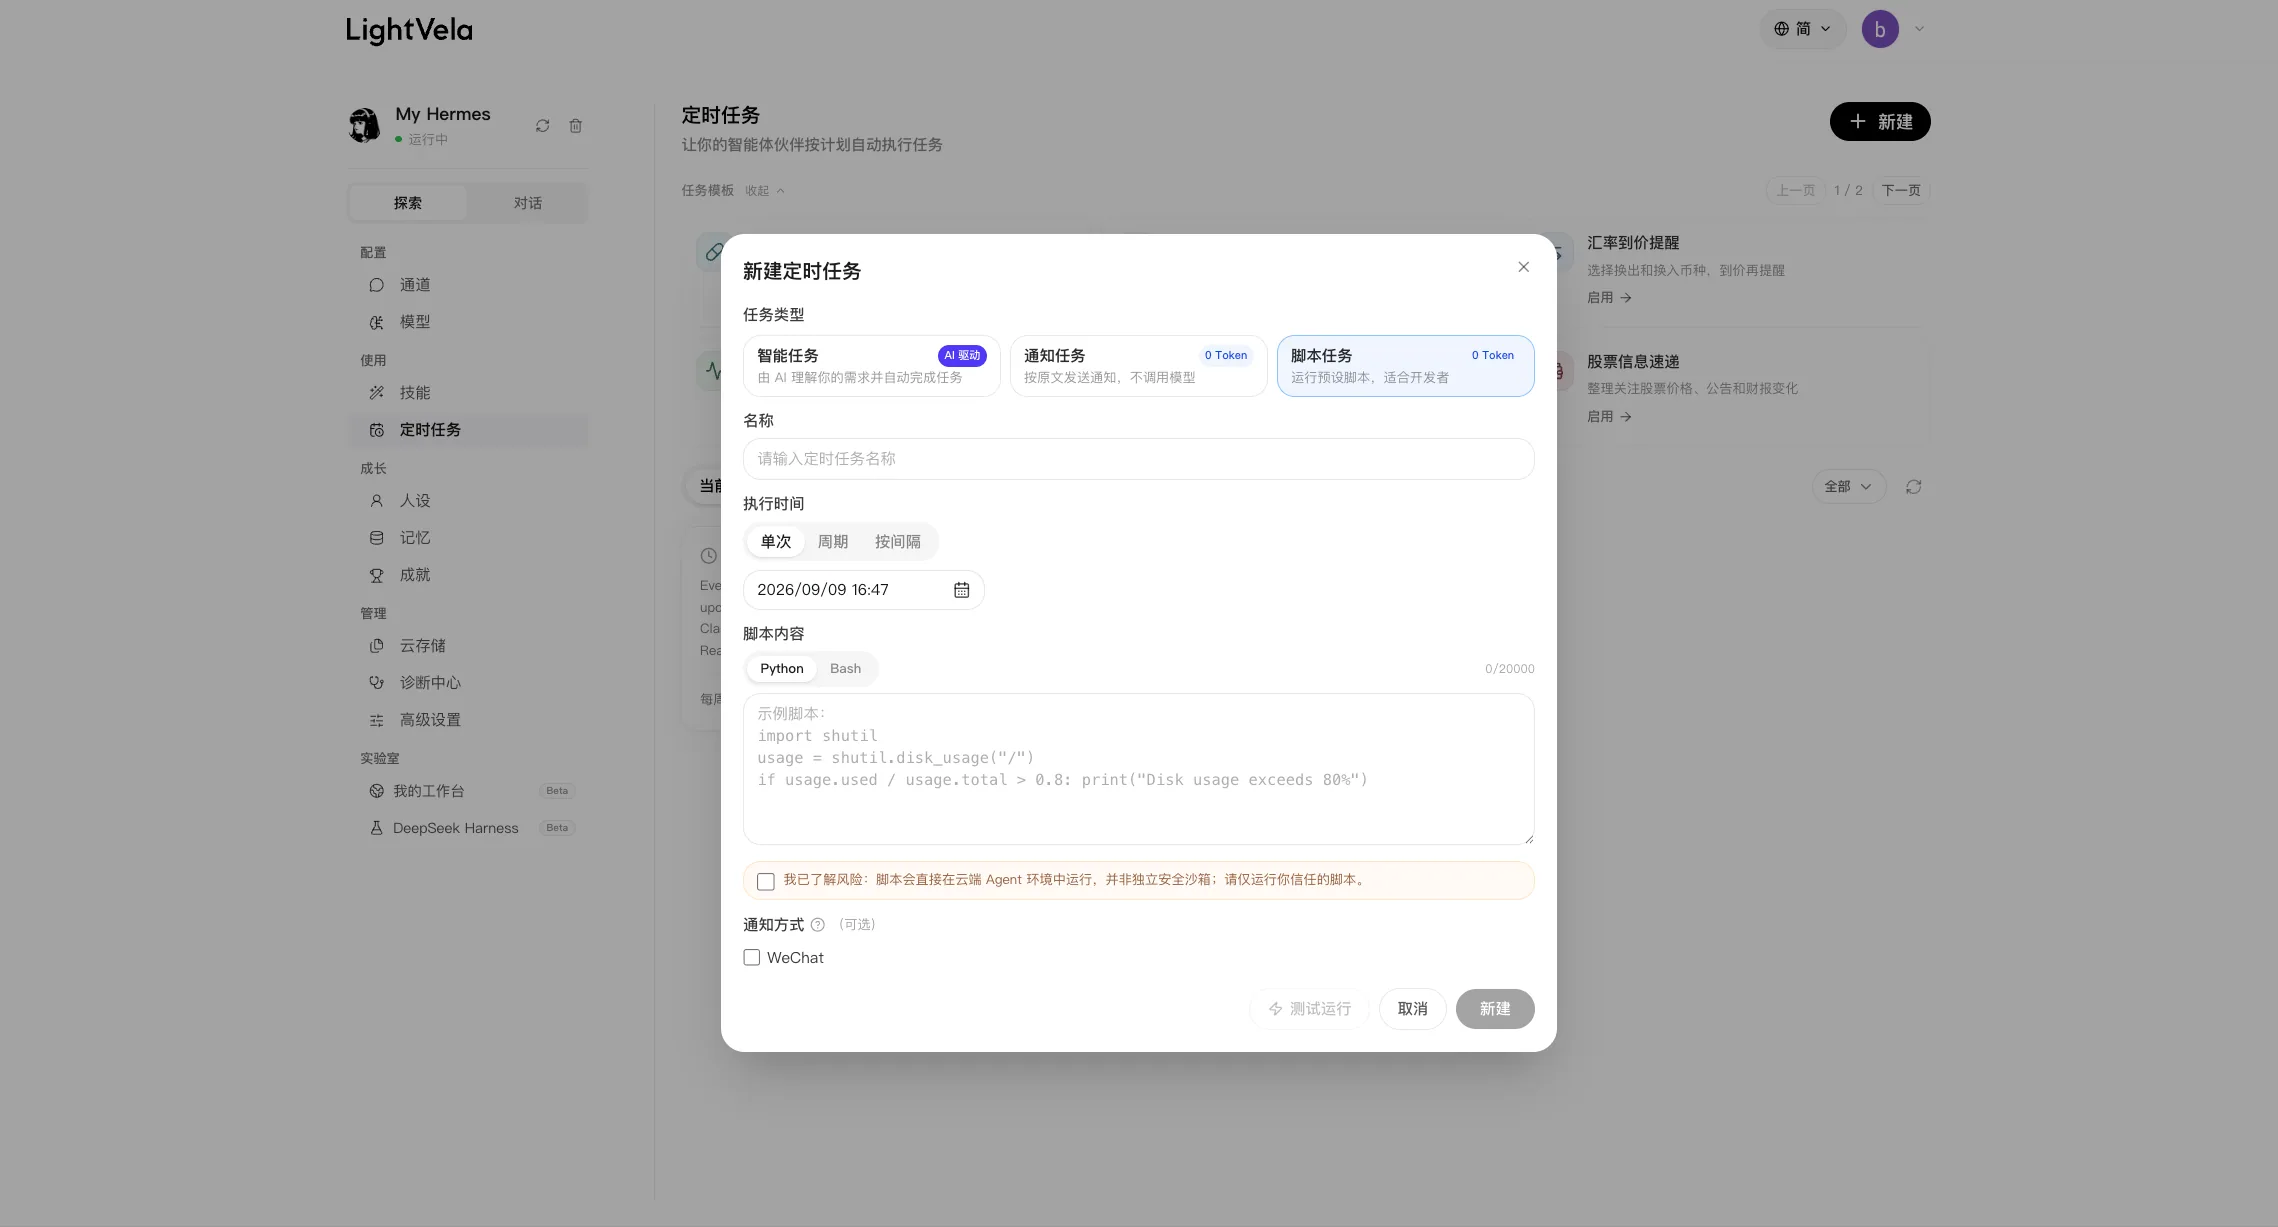 LightVela
简
b
My Hermes
运行中
探索
对话
配置
通道
模型
使用
技能
定时任务
成长
人设
记忆
成就
管理
云存储
诊断中心
高级设置
实验室
我的工作台 Beta
DeepSeek Harness Beta
定时任务
让你的智能体伙伴按计划自动执行任务
新建
任务模板 收起
上一页 1 / 2 下一页
汇率到价提醒
选择换出和换入币种，到价再提醒
启用
股票信息速递
整理关注股票价格、公告和财报变化
启用
当前
全部
Eve
upo
Cla
Rea
每周
新建定时任务
任务类型
智能任务 AI 驱动
由 AI 理解你的需求并自动完成任务
通知任务 0 Token
按原文发送通知，不调用模型
脚本任务 0 Token
运行预设脚本，适合开发者
名称
请输入定时任务名称
执行时间
单次 周期 按间隔
2026/09/09 16:47
脚本内容
Python Bash
0/20000
示例脚本：
import shutil
usage = shutil.disk_usage("/")
if usage.used / usage.total > 0.8: print("Disk usage exceeds 80%")
我已了解风险：脚本会直接在云端 Agent 环境中运行，并非独立安全沙箱；请仅运行你信任的脚本。
通知方式 （可选）
WeChat
测试运行
取消
新建